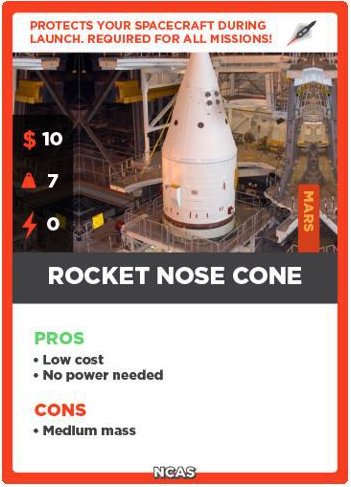 PROTECTS YOUR SPACECRAFT DURING
LAUNCH. REQUIRED FOR ALL MISSIONS!
$ 10
7
0
MARS
ROCKET NOSE CONE
PROS
• Low cost
• No power needed
CONS
• Medium mass
NCAS